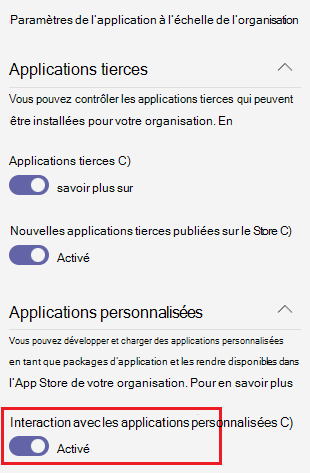 Paramètres de l'application à l'échelle de l'organisation
Applications tierces
Vous pouvez contrôler les applications tierces qui peuvent
être installées pour votre organisation. En
Applications tierces C)
savoir plus sur
Nouvelles applications tierces publiées sur le Store C)
Activé
Applications personnalisées
Vous pouvez développer et charger des applications personnalisées
en tant que packages d'application et les rendre disponibles dans
l'App Store de votre organisation. Pour en savoir plus
Interaction avec les applications personnalisées C)
Activé